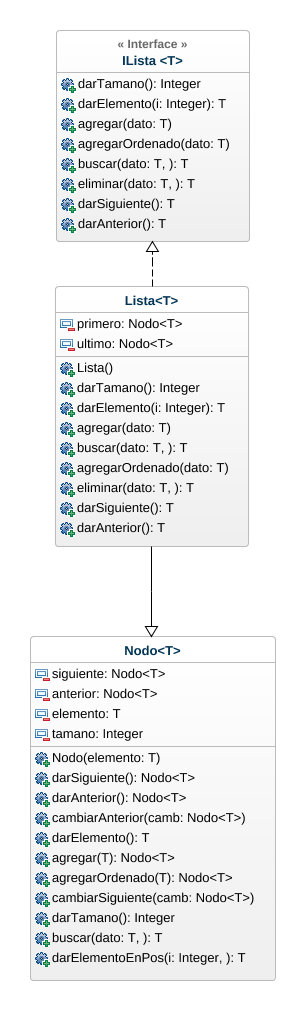 « Interface »
ILista <T>
darTamano(): Integer
darElemento(i: Integer): T
agregar(dato: T)
agregarOrdenado(dato: T)
buscar(dato: T, ): T
eliminar(dato: T, ): T
darSiguiente(): T
darAnterior(): T
Lista<T>
primero: Nodo<T>
ultimo: Nodo<T>
Lista()
darTamano(): Integer
darElemento(i: Integer): T
agregar(dato: T)
buscar(dato: T, ): T
agregarOrdenado(dato: T)
eliminar(dato: T, ): T
darSiguiente(): T
darAnterior(): T
Nodo<T>
siguiente: Nodo<T>
anterior: Nodo<T>
elemento: T
tamano: Integer
Nodo(elemento: T)
darSiguiente(): Nodo<T>
darAnterior(): Nodo<T>
cambiarAnterior(camb: Nodo<T>)
darElemento(): T
agregar(T): Nodo<T>
agregarOrdenado(T): Nodo<T>
cambiarSiguiente(camb: Nodo<T>)
darTamano(): Integer
buscar(dato: T, ): T
darElementoEnPos(i: Integer, ): T